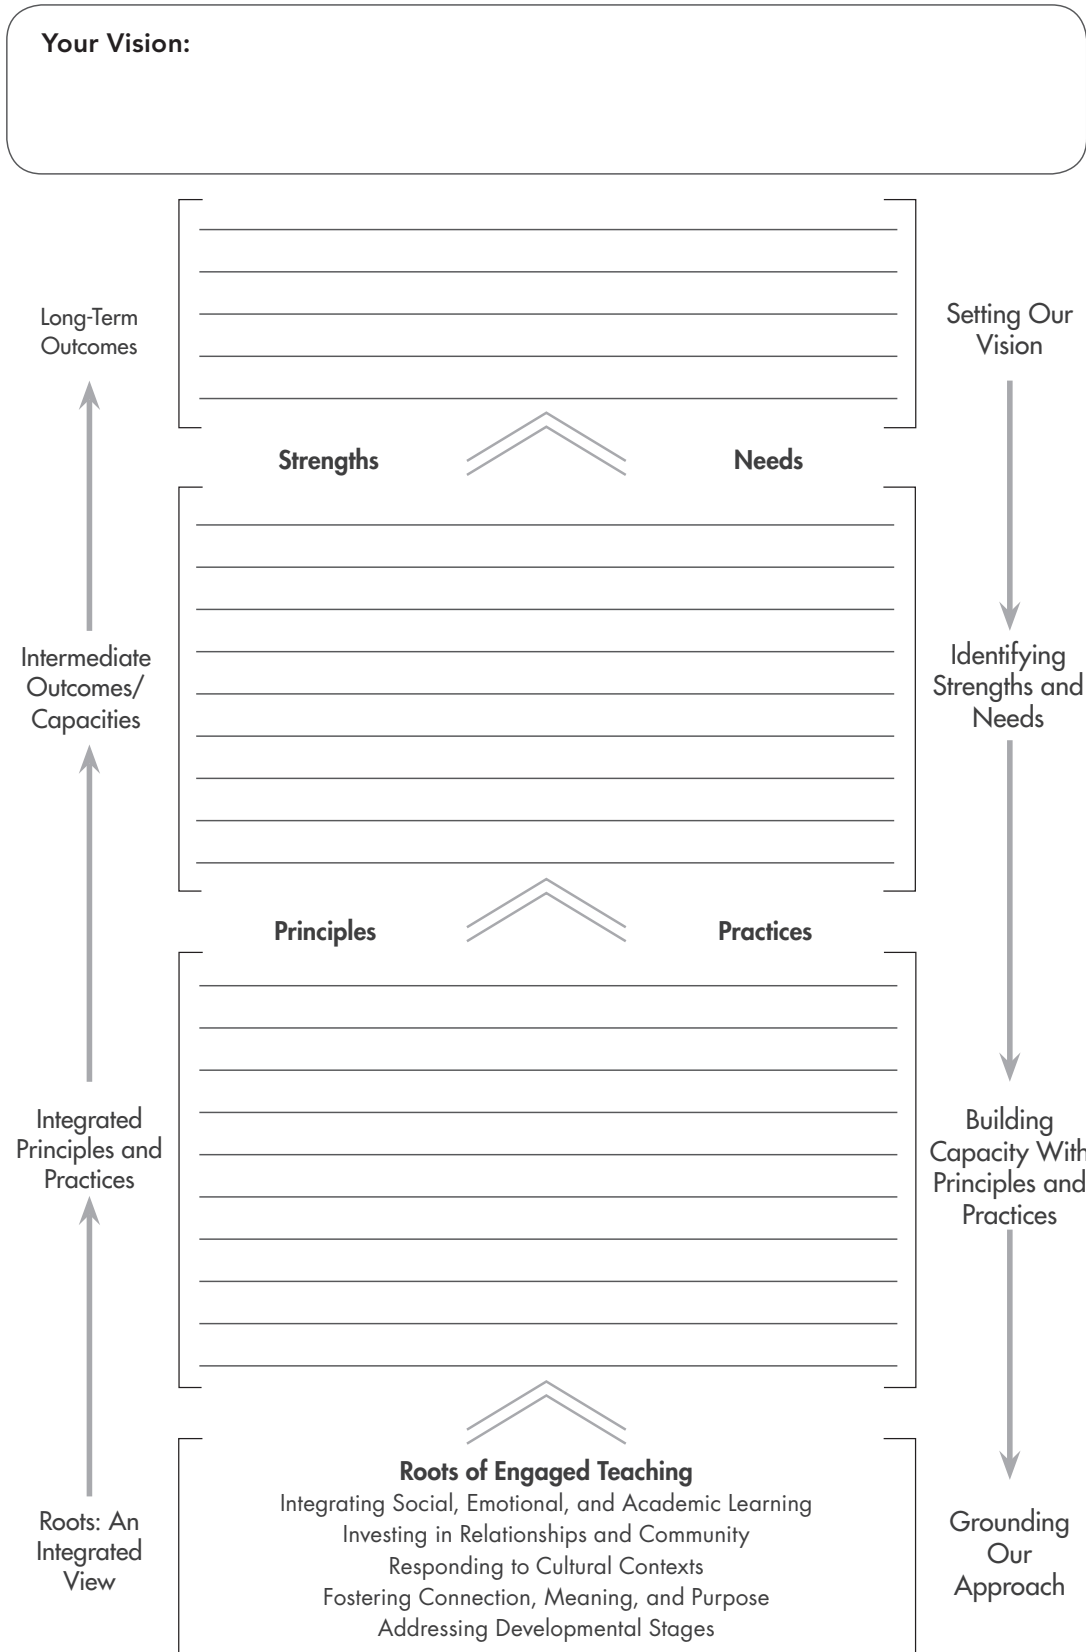 Your Vision:
Long-Term
Outcomes
Setting Our
Vision
Strengths
Needs
Intermediate
Outcomes/
Capacities
Identifying
Strengths and
Needs
Principles
Practices
Integrated
Principles and
Practices
Building
Capacity With
Principles and
Practices
Roots of Engaged Teaching
Integrating Social, Emotional, and Academic Learning
Investing in Relationships and Community
Responding to Cultural Contexts
Fostering Connection, Meaning, and Purpose
Addressing Developmental Stages
Roots: An
Integrated
View
Grounding
Our
Approach